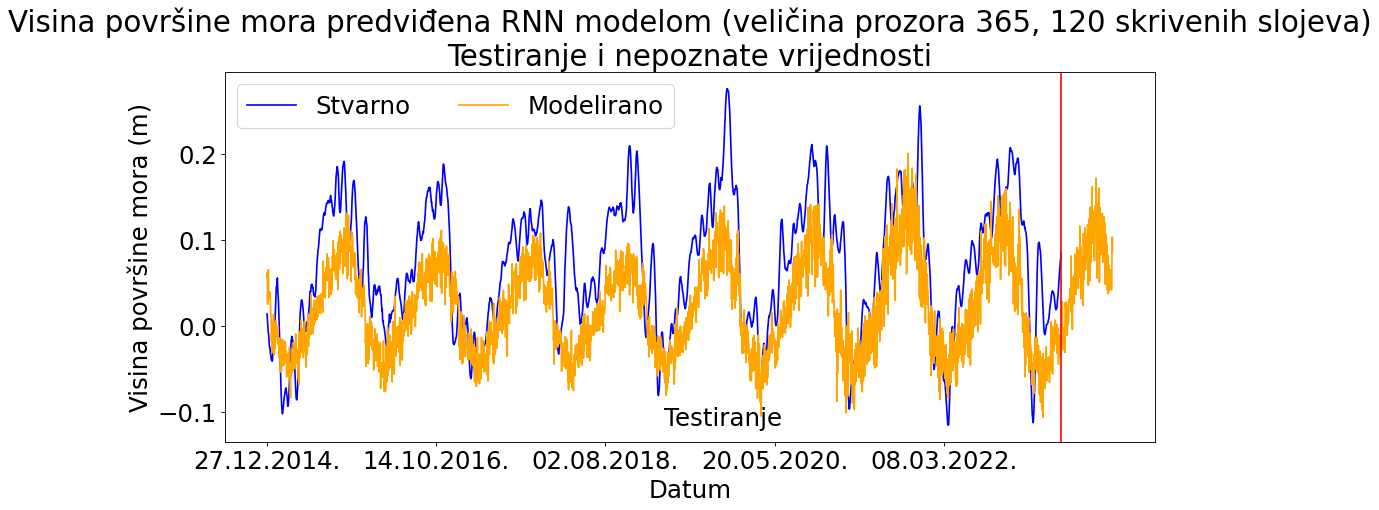 Visina površine mora predviđena RNN modelom (veličina prozora 365, 120 skrivenih slojeva)
Testiranje i nepoznate vrijednosti
Stvarno Modelirano
Visina površine mora (m)
0.2
0.1
0.0
−0.1
Testiranje
27.12.2014. 14.10.2016. 02.08.2018. 20.05.2020. 08.03.2022.
Datum